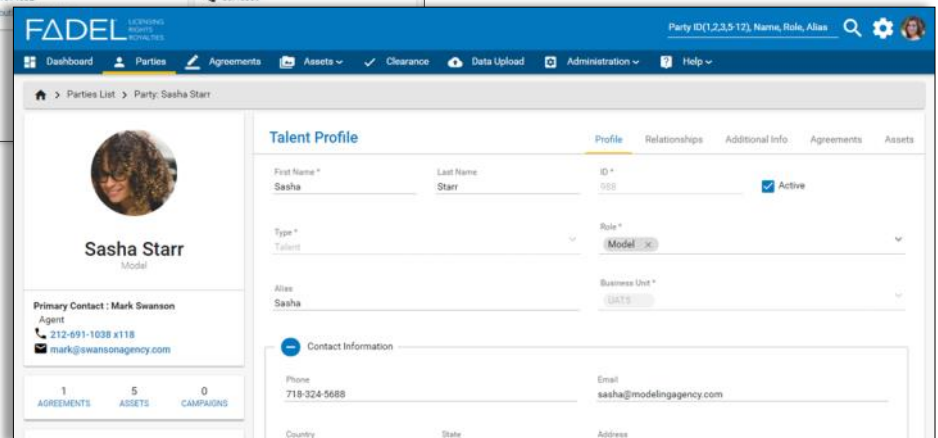 FADEL LICENSING RIGHTS ROYALTIES
Party ID(1,2,3,5-12), Name, Role, Alias
Dashboard Parties Agreements Assets Clearance Data Upload Administration Help
> Parties List > Party: Sasha Starr
Sasha Starr
Model
Primary Contact : Mark Swanson
Agent
212-691-1038 x118
mark@swansonagency.com
1 5 0
AGREEMENTS ASSETS CAMPAIGNS
Talent Profile
Profile Relationships Additional Info Agreements Assets
First Name * Last Name ID *
Sasha Starr 988 Active
Type * Role *
Talent Model ×
Alias Business Unit *
Sasha
Contact Information
Phone Email
718-324-5688 sasha@modelingagency.com
Country State Address